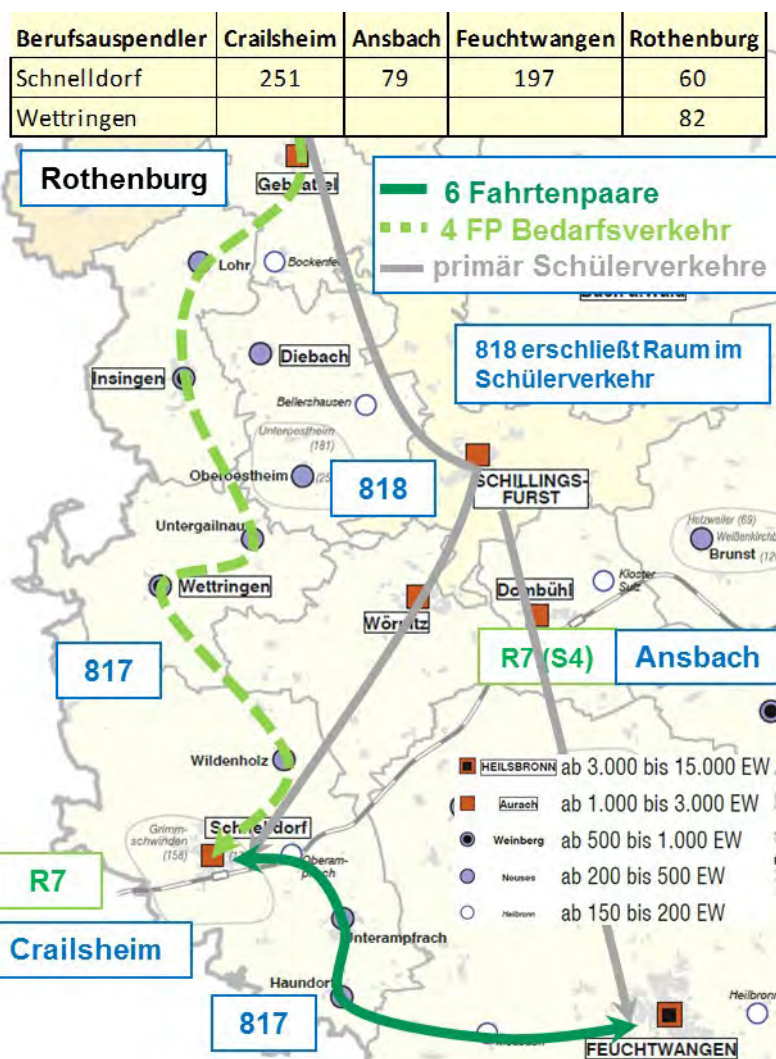 Berufsauspendler Crailsheim Ansbach Feuchtwangen Rothenburg
Schnelldorf 251 79 197 60
Wettringen 82
Rothenburg
6 Fahrtenpaare
4 FP Bedarfsverkehr
primär Schülerverkehre
Lohr
Diebach
818 erschließt Raum im
Schülerverkehr
Insingen
Bellershausen
Unteroestheim
(181)
Oberoestheim
818
SCHILLINGS-
FÜRST
Untergailnau
Hotzweiler (69)
Brunst
Wettringen
Kloster
Sulz
Wörnitz
Dombühl
817
R7 (S4)
Ansbach
Wildenholz
HEILSBRONN ab 3.000 bis 15.000 EW
Aurach ab 1.000 bis 3.000 EW
Weinberg ab 500 bis 1.000 EW
Neuses ab 200 bis 500 EW
Heilbronn ab 150 bis 200 EW
Schnelldorf
Grimm-
schwinden
(158)
R7
Crailsheim
Unterampfrach
Haundorf
817
Heilbronn
FEUCHTWANGEN